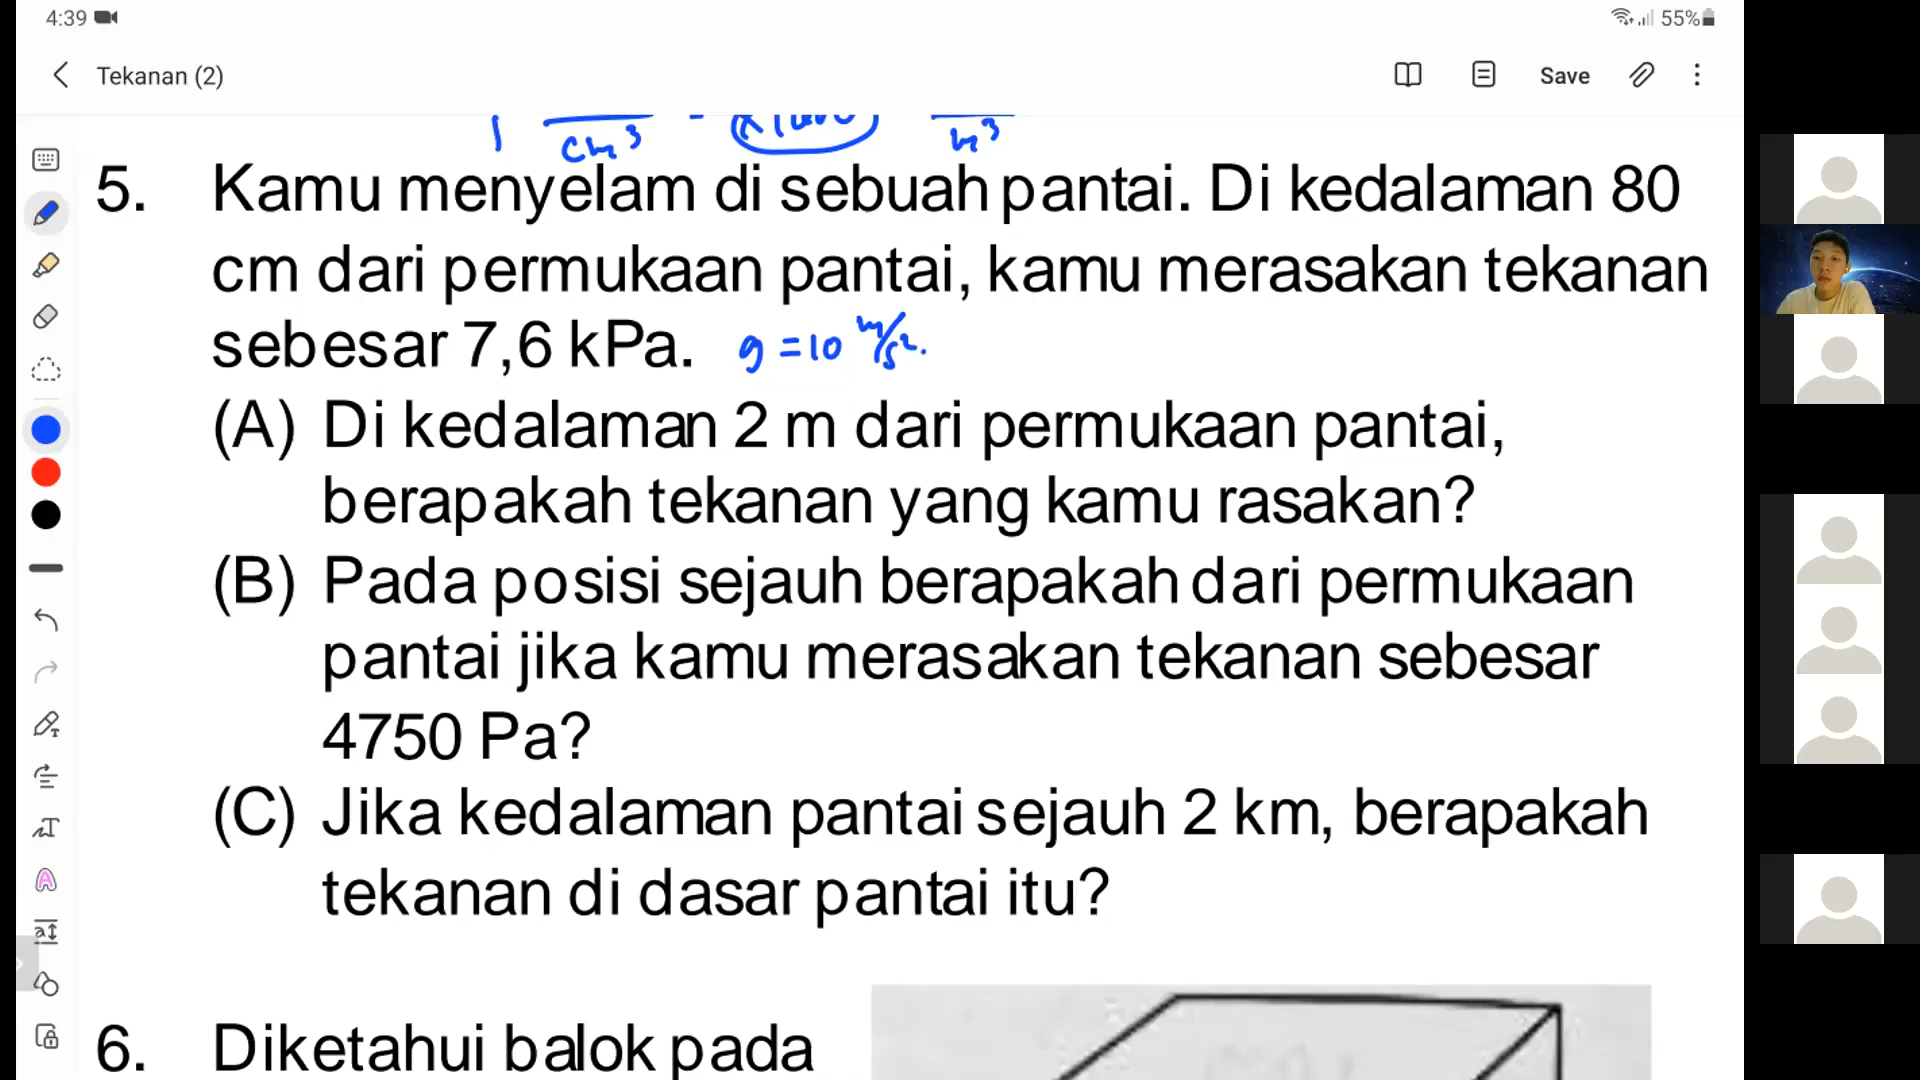 4:39 55%
Tekanan (2) Save
cm³ m³
5. Kamu menyelam di sebuah pantai. Di kedalaman 80
cm dari permukaan pantai, kamu merasakan tekanan
sebesar 7,6 kPa. g = 10 m/s².
(A) Di kedalaman 2 m dari permukaan pantai,
berapakah tekanan yang kamu rasakan?
(B) Pada posisi sejauh berapakah dari permukaan
pantai jika kamu merasakan tekanan sebesar
4750 Pa?
(C) Jika kedalaman pantai sejauh 2 km, berapakah
tekanan di dasar pantai itu?
6. Diketahui balok pada